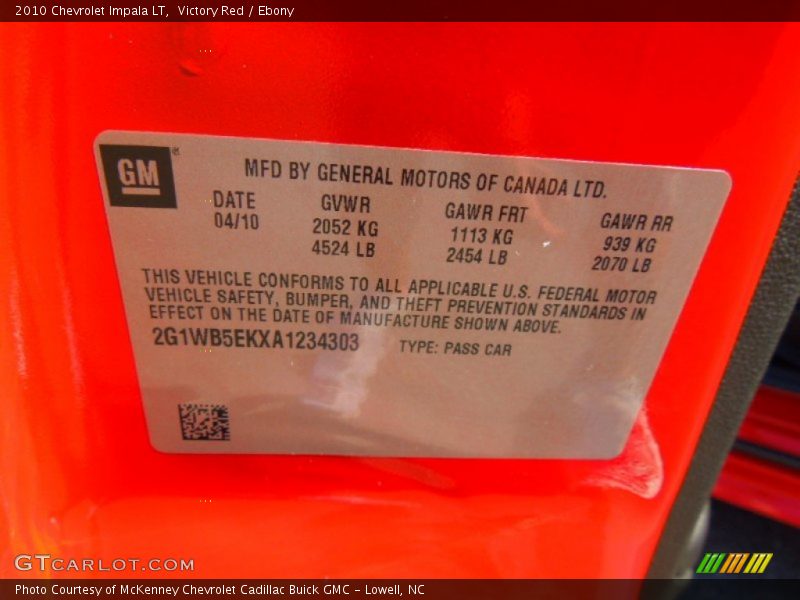 2010 Chevrolet Impala LT, Victory Red / Ebony
GM®
MFD BY GENERAL MOTORS OF CANADA LTD.
DATE GVWR GAWR FRT GAWR RR
04/10 2052 KG 1113 KG 939 KG
4524 LB 2454 LB 2070 LB
THIS VEHICLE CONFORMS TO ALL APPLICABLE U.S. FEDERAL MOTOR
VEHICLE SAFETY, BUMPER, AND THEFT PREVENTION STANDARDS IN
EFFECT ON THE DATE OF MANUFACTURE SHOWN ABOVE.
2G1WB5EKXA1234303 TYPE: PASS CAR
GTCARLOT.COM
Photo Courtesy of McKenney Chevrolet Cadillac Buick GMC – Lowell, NC